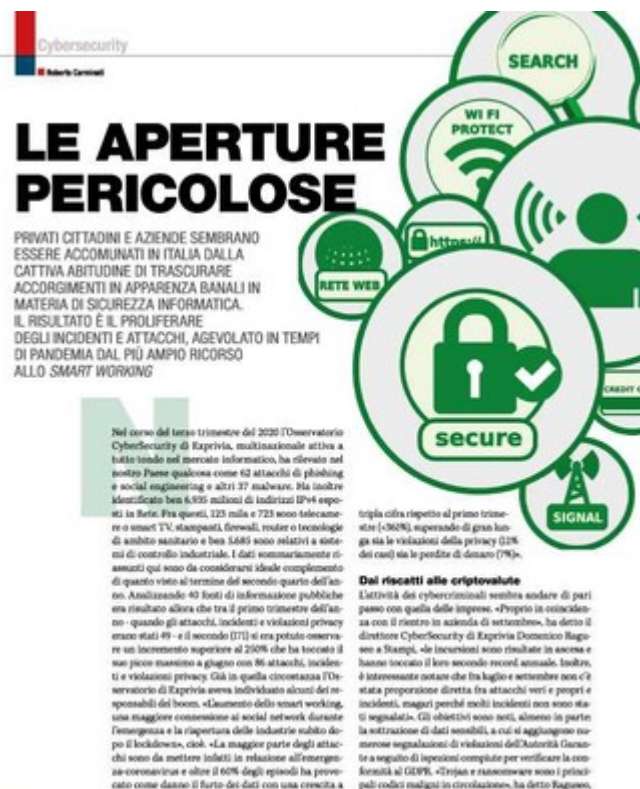 Cybersecurity
Roberto Carminati
LE APERTURE
PERICOLOSE
PRIVATI CITTADINI E AZIENDE SEMBRANO
ESSERE ACCOMUNATI IN ITALIA DALLA
CATTIVA ABITUDINE DI TRASCURARE
ACCORGIMENTI IN APPARENZA BANALI IN
MATERIA DI SICUREZZA INFORMATICA.
IL RISULTATO È IL PROLIFERARE
DEGLI INCIDENTI E ATTACCHI, AGEVOLATO IN TEMPI
DI PANDEMIA DAL PIÙ AMPIO RICORSO
ALLO SMART WORKING
SEARCH
WI FI
PROTECT
https://
RETE WEB
secure
CREDIT
SIGNAL
N
Nel corso del terzo trimestre del 2020 l'Osservatorio
CyberSecurity di Exprivia, multinazionale attiva a
tutto tondo nel mercato informatico, ha rilevato nel
nostro Paese qualcosa come 62 attacchi di phishing
e social engineering e altri 37 malware. Ha inoltre
identificato ben 6,935 milioni di indirizzi IPv4 espo-
sti in Rete. Fra questi, 123 mila e 723 sono telecame-
re o smart TV, stampanti, firewall, router o tecnologie
di ambito sanitario e ben 5.685 sono relativi a siste-
mi di controllo industriale. I dati sommariamente ri-
assunti qui sono da considerarsi ideale complemento
di quanto visto al termine del secondo quarto dell'an-
no. Analizzando 40 fonti di informazione pubbliche
era risultato allora che tra il primo trimestre dell'an-
no - quando gli attacchi, incidenti e violazioni privacy
erano stati 49 - e il secondo (171) si era potuto osserva-
re un incremento superiore al 250% che ha toccato il
suo picco massimo a giugno con 86 attacchi, inciden-
ti e violazioni privacy. Già in quella circostanza l'Os-
servatorio di Exprivia aveva individuato alcuni dei re-
sponsabili del boom. «L'aumento dello smart working,
una maggiore connessione ai social network durante
l'emergenza e la riapertura delle industrie subito do-
po il lockdown», cioè. «La maggior parte degli attac-
chi sono da mettere infatti in relazione all'emergen-
za-coronavirus e oltre il 60% degli episodi ha provo-
cato come danno il furto dei dati con una crescita a
tripla cifra rispetto al primo trime-
stre (+362%), superando di gran lun-
ga sia le violazioni della privacy (12%
dei casi) sia le perdite di denaro (7%)».
Dai riscatti alle criptovalute
L'attività dei cybercriminali sembra andare di pari
passo con quella delle imprese. «Proprio in coinciden-
za con il rientro in azienda di settembre», ha detto il
direttore CyberSecurity di Exprivia Domenico Ragu-
seo a Stampi, «le incursioni sono risultate in ascesa e
hanno toccato il loro secondo record annuale. Inoltre,
è interessante notare che fra luglio e settembre non c'è
stata proporzione diretta fra attacchi veri e propri e
incidenti, magari perché molti incidenti non sono sta-
ti segnalati». Gli obiettivi sono noti, almeno in parte:
la sottrazione di dati sensibili, a cui si aggiungono nu-
merose segnalazioni di violazioni dell'Autorità Garan-
te a seguito di ispezioni compiute per verificare la con-
formità al GDPR. «Trojan e ransomware sono i princi-
pali codici maligni in circolazione», ha detto Raguseo,